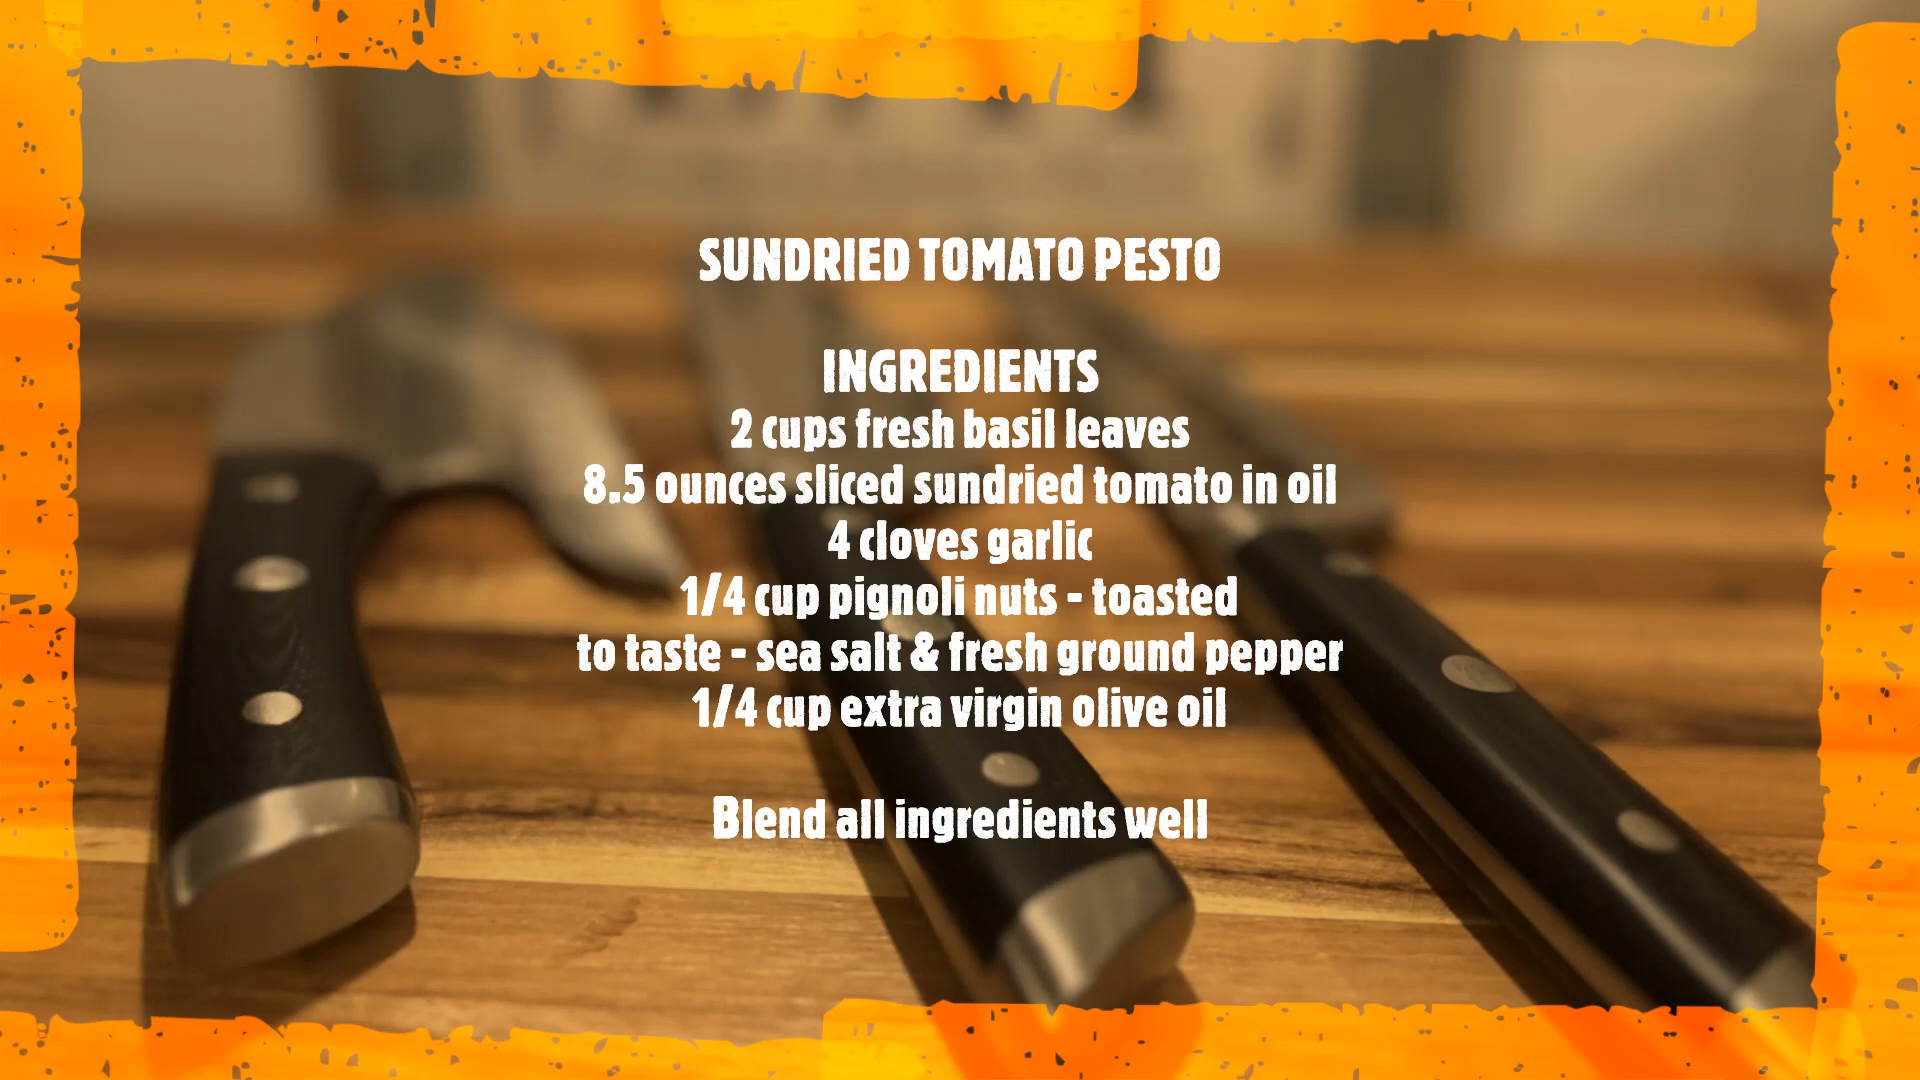 SUNDRIED TOMATO PESTO
INGREDIENTS
2 cups fresh basil leaves
8.5 ounces sliced sundried tomato in oil
4 cloves garlic
1/4 cup pignoli nuts - toasted
to taste - sea salt & fresh ground pepper
1/4 cup extra virgin olive oil
Blend all ingredients well